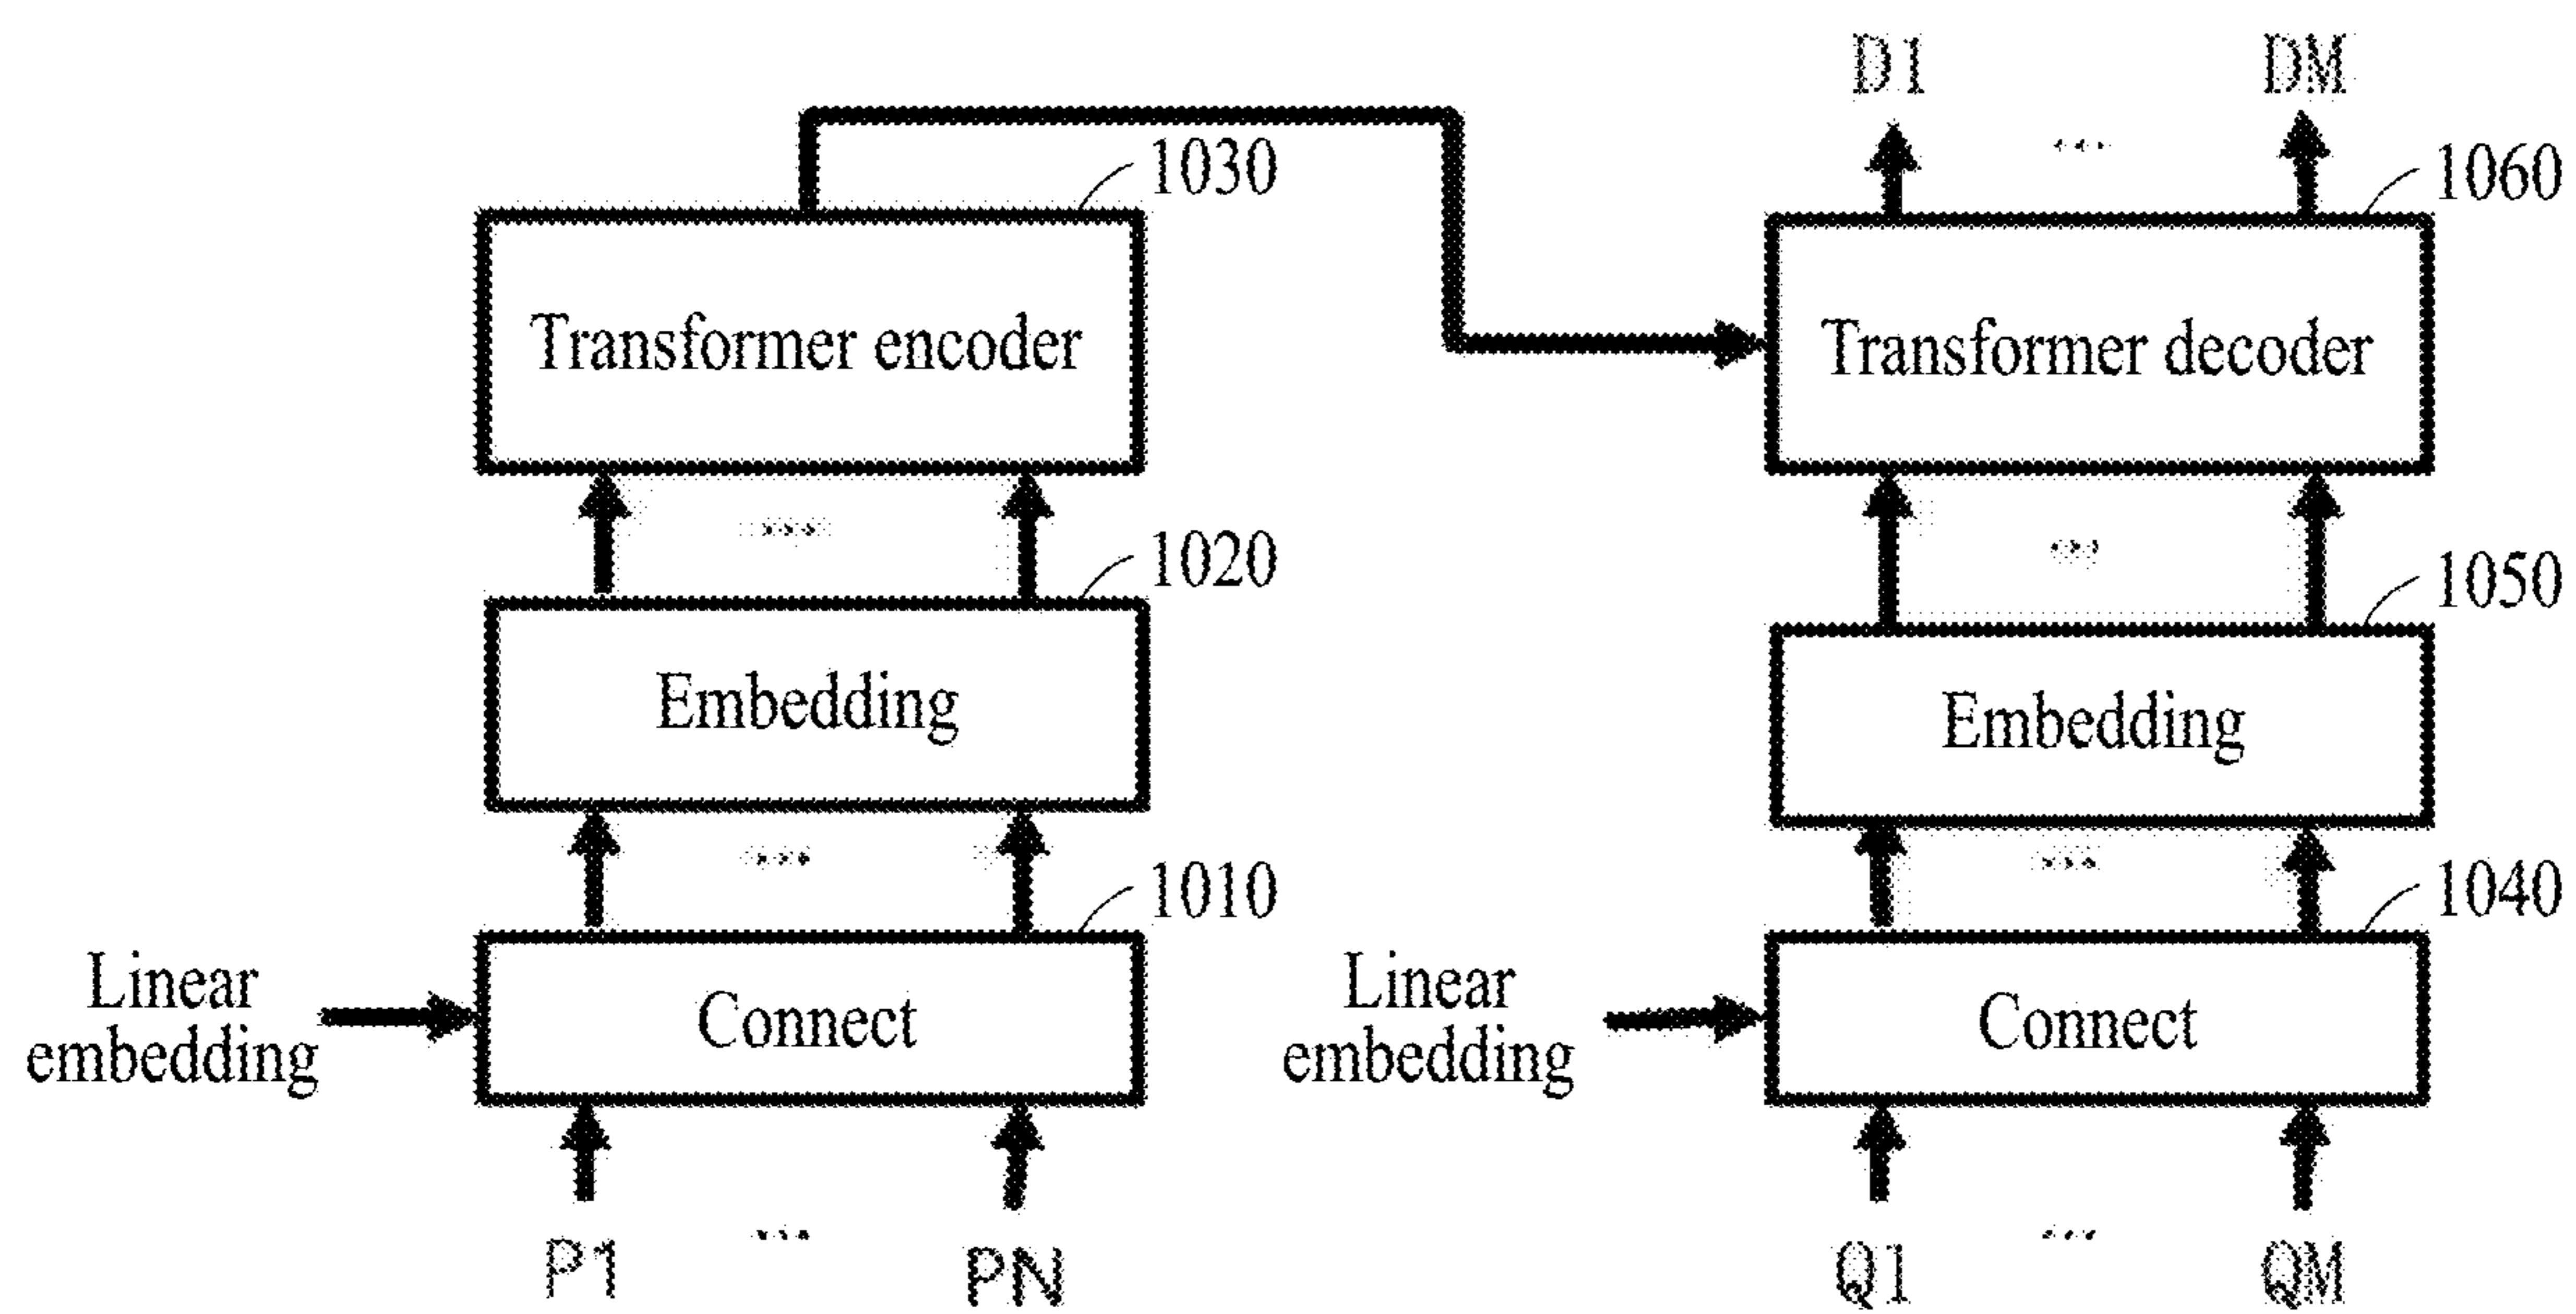 D1
...
DM
1030
1060
Transformer encoder
Transformer decoder
...
...
1020
1050
Embedding
Embedding
...
...
1010
1040
Linear
embedding
Connect
Linear
embedding
Connect
P1
...
PN
Q1
...
QM